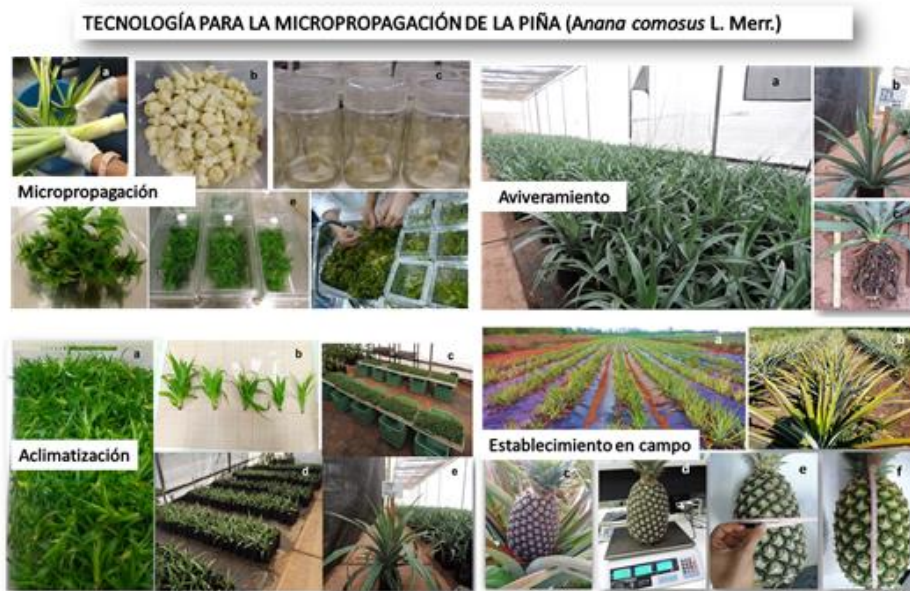 TECNOLOGÍA PARA LA MICROPROPAGACIÓN DE LA PIÑA (Anana comosus L. Merr.)
a
b
c
Micropropagación
e
a
b
Aviveramiento
a
b
c
Aclimatización
d
e
a
b
Establecimiento en campo
c
d
e
f